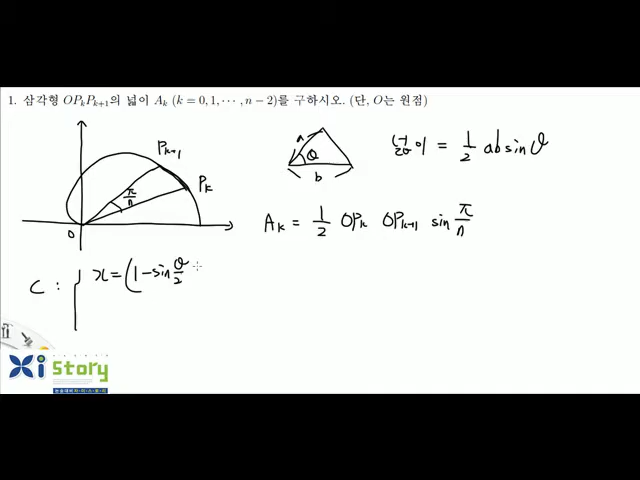 1. 삼각형 OP_kP_{k+1}의 넓이 A_k (k = 0, 1, ⋯, n − 2)를 구하시오. (단, O는 원점)
P_{k+1}
P_k
π/n
O
a
θ
b
넓이 = 1/2 ab sin θ
A_k = 1/2 OP_k OP_{k+1} sin π/n
C : { x = (1 − sin θ/2
Xi Story